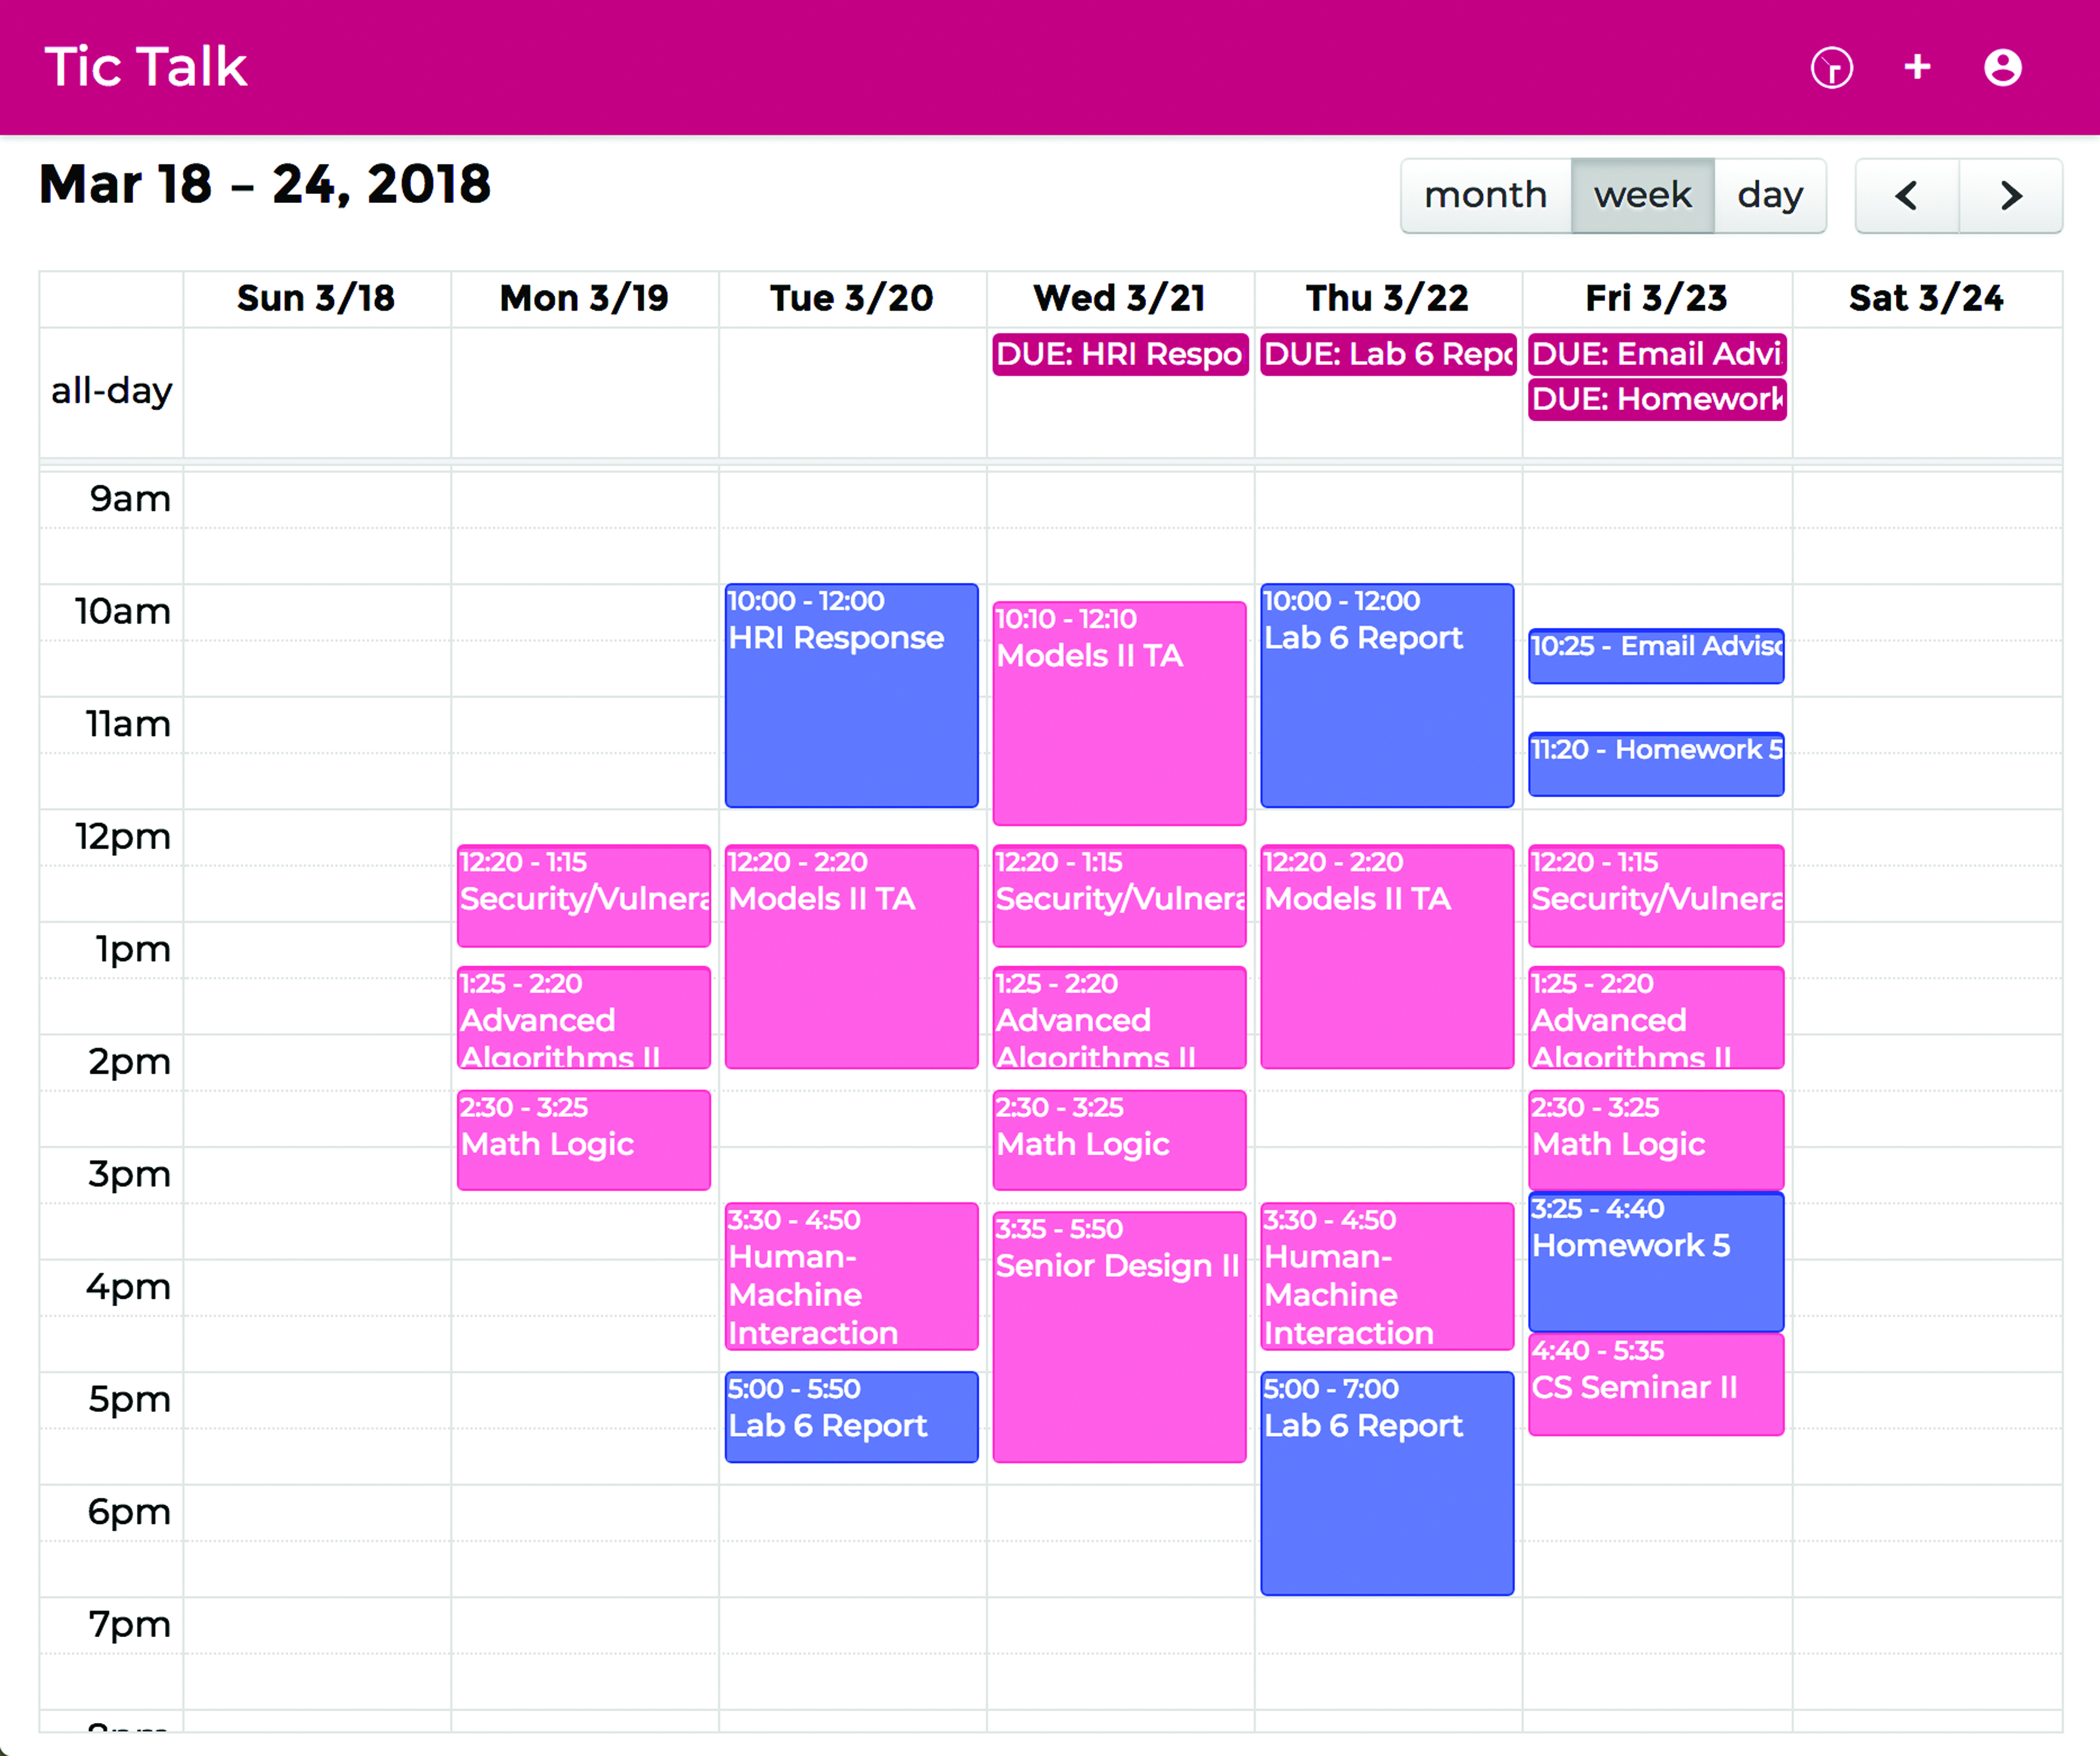 Tic Talk
Mar 18 – 24, 2018
month week day
Sun 3/18 Mon 3/19 Tue 3/20 Wed 3/21 Thu 3/22 Fri 3/23 Sat 3/24
all-day
DUE: HRI Respo
DUE: Lab 6 Repo
DUE: Email Advi
DUE: Homework
9am
10am
11am
12pm
1pm
2pm
3pm
4pm
5pm
6pm
7pm
12:20 - 1:15
Security/Vulnera
1:25 - 2:20
Advanced
Algorithms II
2:30 - 3:25
Math Logic
10:00 - 12:00
HRI Response
12:20 - 2:20
Models II TA
3:30 - 4:50
Human-
Machine
Interaction
5:00 - 5:50
Lab 6 Report
10:10 - 12:10
Models II TA
12:20 - 1:15
Security/Vulnera
1:25 - 2:20
Advanced
Algorithms II
2:30 - 3:25
Math Logic
3:35 - 5:50
Senior Design II
10:00 - 12:00
Lab 6 Report
12:20 - 2:20
Models II TA
3:30 - 4:50
Human-
Machine
Interaction
5:00 - 7:00
Lab 6 Report
10:25 - Email Adviso
11:20 - Homework 5
12:20 - 1:15
Security/Vulnera
1:25 - 2:20
Advanced
Algorithms II
2:30 - 3:25
Math Logic
3:25 - 4:40
Homework 5
4:40 - 5:35
CS Seminar II